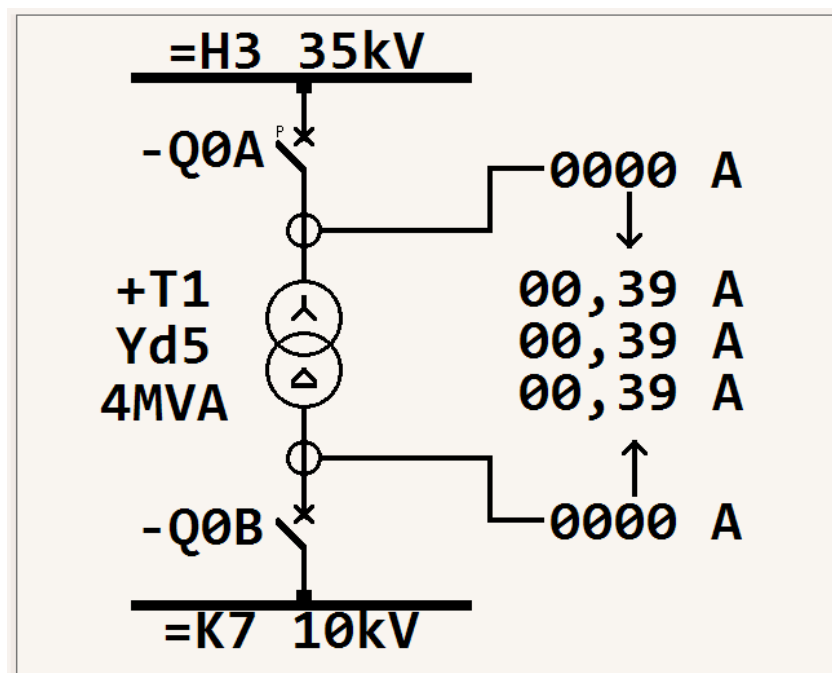 =H3 35kV
P
-Q0A
0000 A
+T1
00,39 A
Yd5
00,39 A
4MVA
00,39 A
-Q0B
0000 A
=K7 10kV